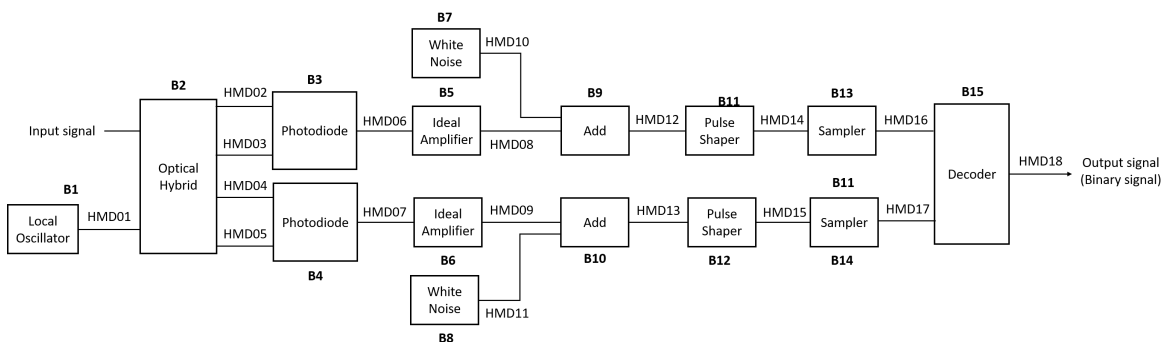 B7
White
Noise
HMD10
B2
B3
B5
B9
B11
B13
B15
HMD02
Input signal
HMD03
Photodiode
HMD06
Ideal
Amplifier
HMD08
Add
HMD12
Pulse
Shaper
HMD14
Sampler
HMD16
Optical
Hybrid
Decoder
HMD18
Output signal
(Binary signal)
B1
Local
Oscillator
HMD01
HMD04
HMD05
Photodiode
HMD07
Ideal
Amplifier
HMD09
Add
HMD13
Pulse
Shaper
HMD15
B11
Sampler
HMD17
B4
B6
B10
B12
B14
White
Noise
HMD11
B8